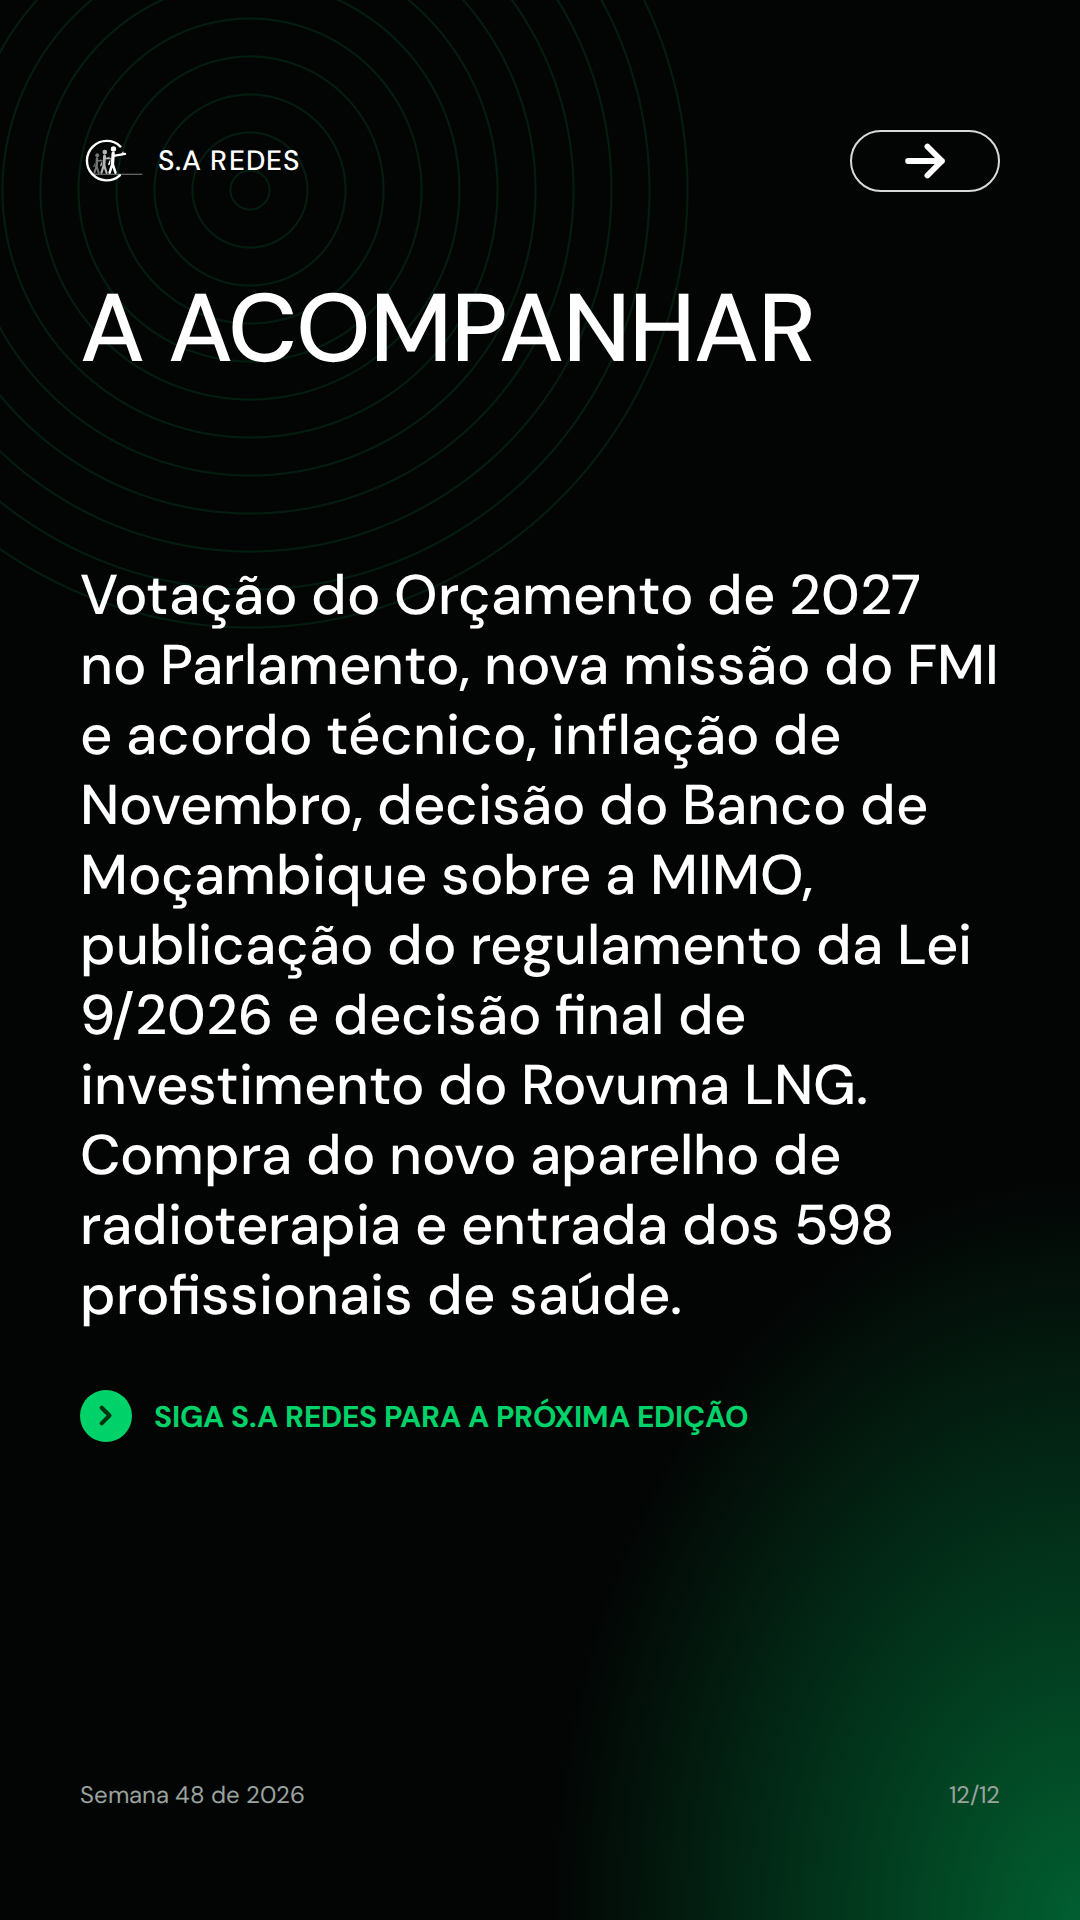 S.A REDES
A ACOMPANHAR
Votação do Orçamento de 2027
no Parlamento, nova missão do FMI
e acordo técnico, inflação de
Novembro, decisão do Banco de
Moçambique sobre a MIMO,
publicação do regulamento da Lei
9/2026 e decisão final de
investimento do Rovuma LNG.
Compra do novo aparelho de
radioterapia e entrada dos 598
profissionais de saúde.
SIGA S.A REDES PARA A PRÓXIMA EDIÇÃO
Semana 48 de 2026
12/12